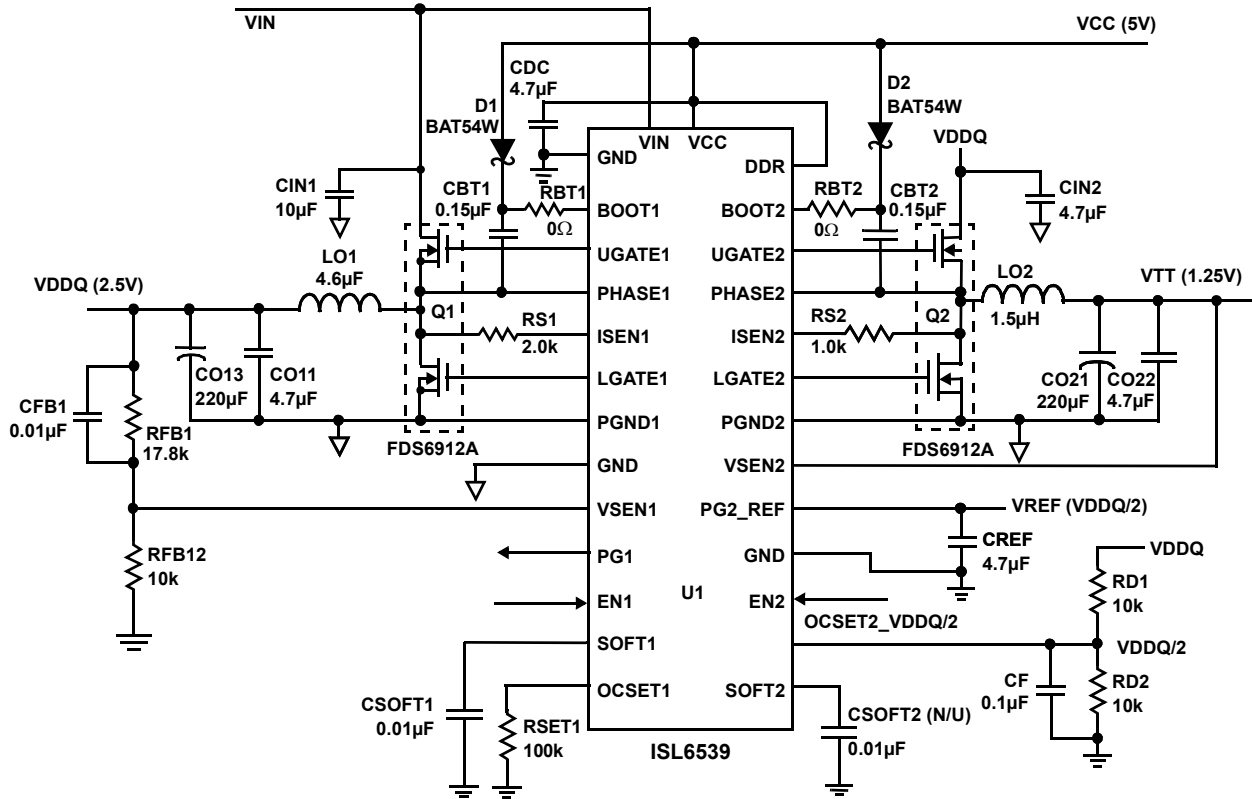 VIN
VCC (5V)
CDC
4.7µF
D1
BAT54W
D2
BAT54W
VDDQ
CIN1
10µF
CBT1
0.15µF
RBT1
0Ω
RBT2
0Ω
CBT2
0.15µF
CIN2
4.7µF
VIN
VCC
GND
DDR
BOOT1
BOOT2
UGATE1
UGATE2
PHASE1
PHASE2
ISEN1
ISEN2
LGATE1
LGATE2
PGND1
PGND2
GND
VSEN2
VSEN1
PG2_REF
PG1
GND
EN1
EN2
U1
SOFT1
OCSET1
SOFT2
ISL6539
VDDQ (2.5V)
LO1
4.6µF
Q1
RS1
2.0k
RS2
1.0k
Q2
LO2
1.5µH
VTT (1.25V)
CO13
220µF
CO11
4.7µF
CFB1
0.01µF
RFB1
17.8k
FDS6912A
FDS6912A
CO21
220µF
CO22
4.7µF
RFB12
10k
VREF (VDDQ/2)
CREF
4.7µF
VDDQ
RD1
10k
OCSET2_VDDQ/2
VDDQ/2
CF
0.1µF
RD2
10k
CSOFT1
0.01µF
RSET1
100k
CSOFT2 (N/U)
0.01µF